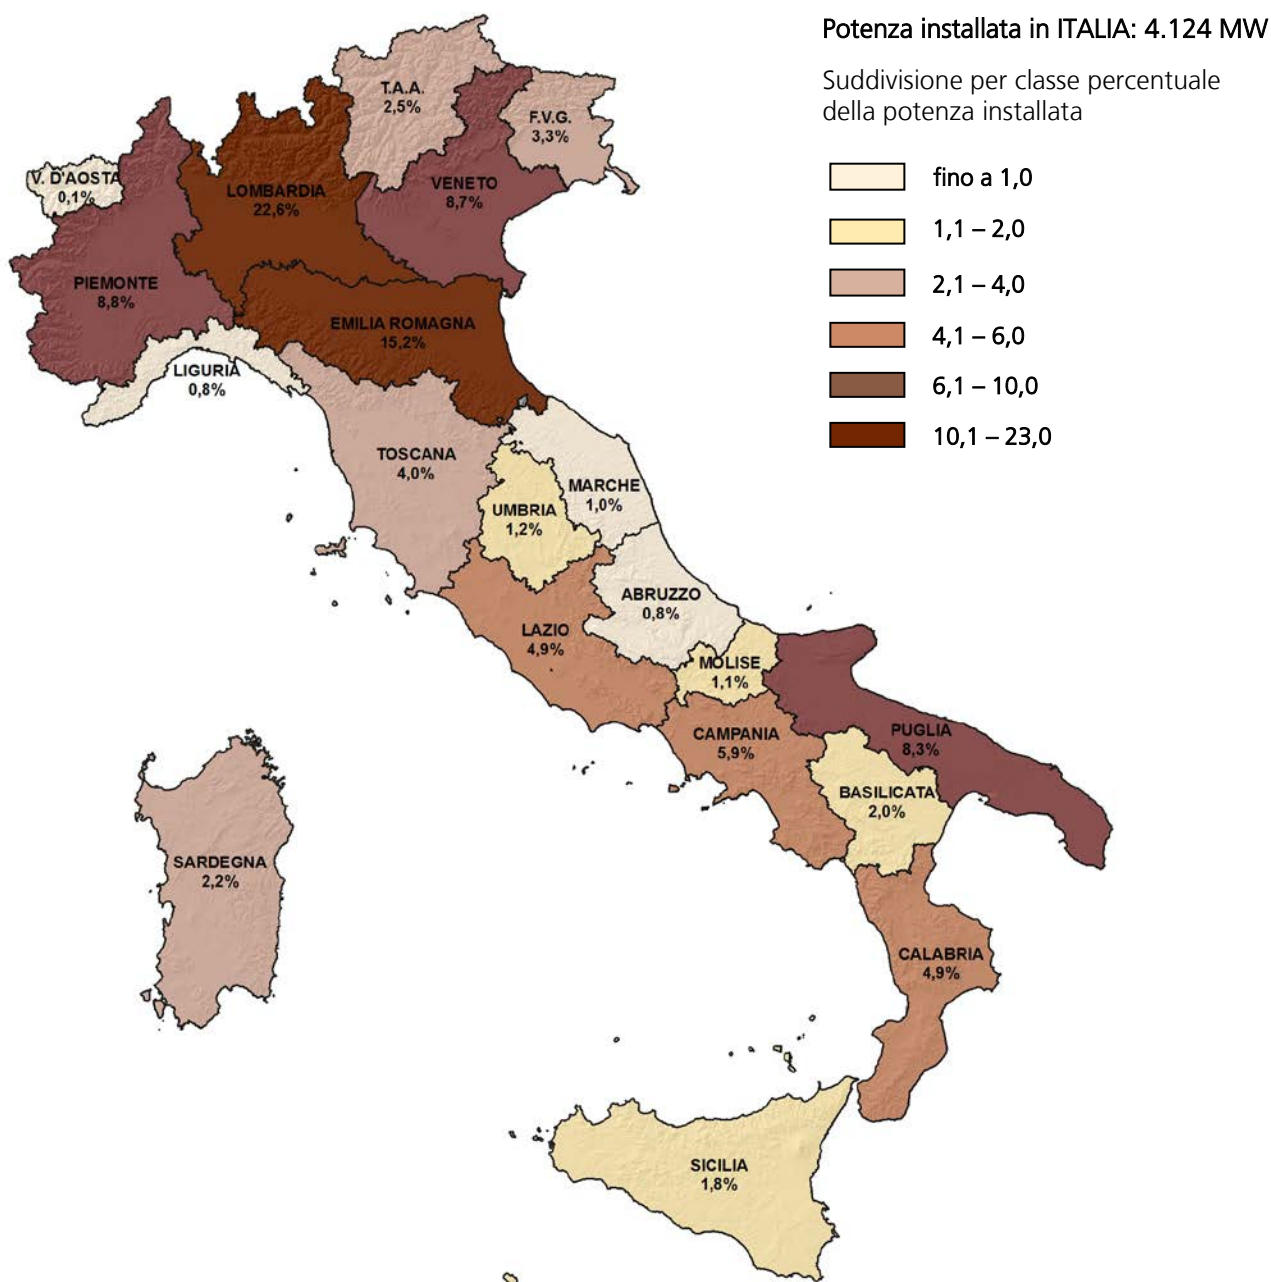 Potenza installata in ITALIA: 4.124 MW
Suddivisione per classe percentuale
della potenza installata
fino a 1,0
1,1 – 2,0
2,1 – 4,0
4,1 – 6,0
6,1 – 10,0
10,1 – 23,0
T.A.A.
2,5%
F.V.G.
3,3%
V. D'AOSTA
0,1%
LOMBARDIA
22,6%
VENETO
8,7%
PIEMONTE
8,8%
EMILIA ROMAGNA
15,2%
LIGURIA
0,8%
TOSCANA
4,0%
MARCHE
1,0%
UMBRIA
1,2%
ABRUZZO
0,8%
LAZIO
4,9%
MOLISE
1,1%
CAMPANIA
5,9%
PUGLIA
8,3%
BASILICATA
2,0%
SARDEGNA
2,2%
CALABRIA
4,9%
SICILIA
1,8%